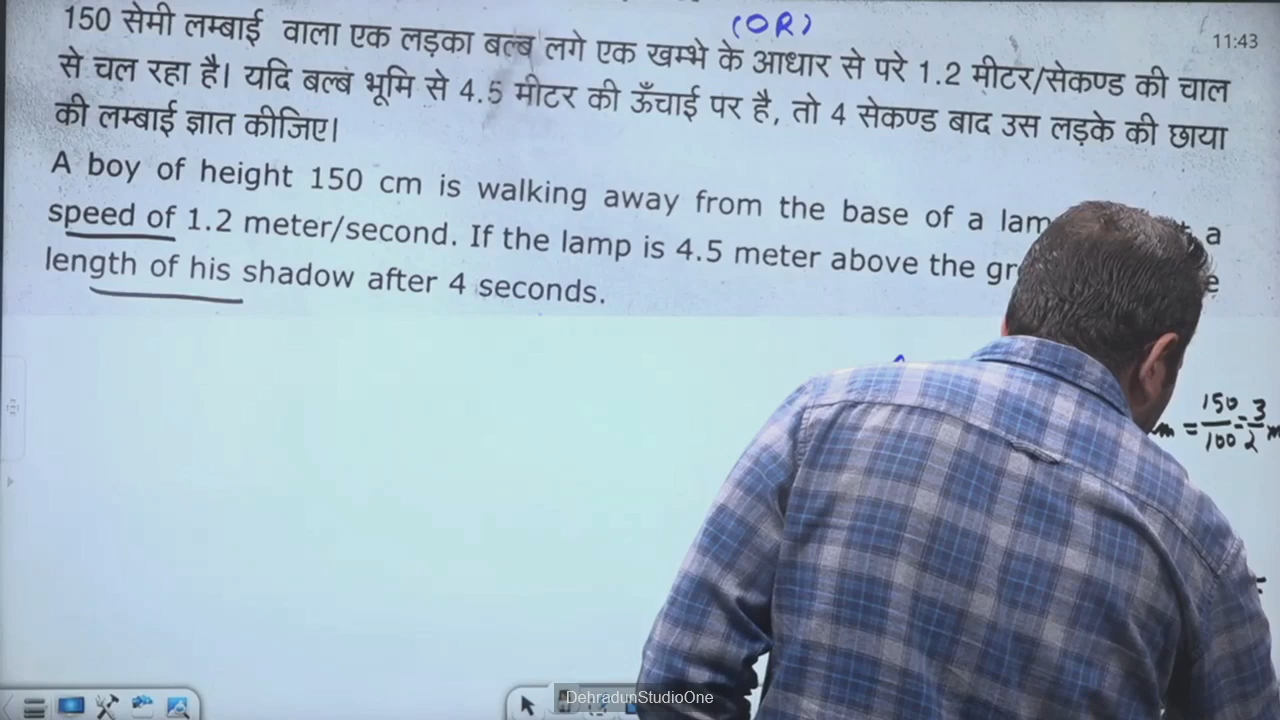 (OR)
11:43
150 सेमी लम्बाई वाला एक लड़का बल्ब लगे एक खम्भे के आधार से परे 1.2 मीटर/सेकण्ड की चाल
से चल रहा है। यदि बल्ब भूमि से 4.5 मीटर की ऊँचाई पर है, तो 4 सेकण्ड बाद उस लड़के की छाया
की लम्बाई ज्ञात कीजिए।
A boy of height 150 cm is walking away from the base of a a
speed of 1.2 meter/second. If the lamp is 4.5 meter above the
length of his shadow after 4 seconds.
= 150/100 = 3/2 m
DehradunStudioOne